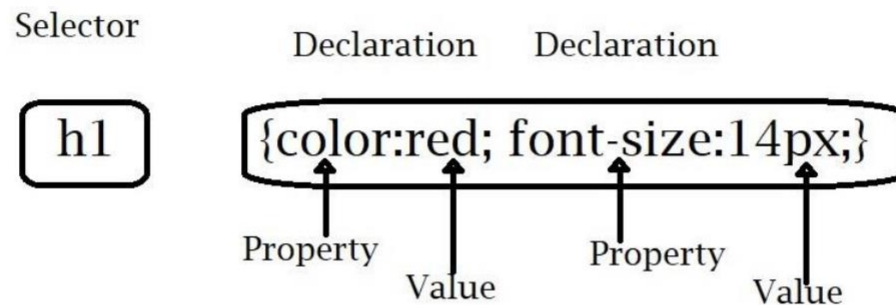 Selector
Declaration Declaration
h1 {color:red; font-size:14px;}
Property Property
Value Value